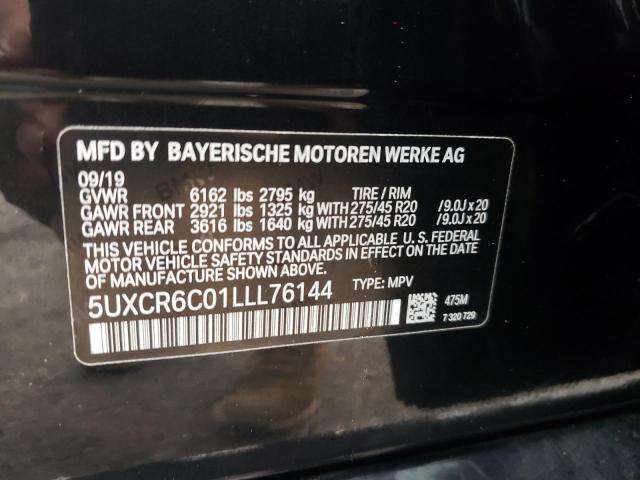 MFD BY BAYERISCHE MOTOREN WERKE AG
09/19
GVWR 6162 lbs 2795 kg TIRE / RIM
GAWR FRONT 2921 lbs 1325 kg WITH 275/45 R20 /9.0J x 20
GAWR REAR 3616 lbs 1640 kg WITH 275/45 R20 /9.0J x 20
THIS VEHICLE CONFORMS TO ALL APPLICABLE U.S. FEDERAL
MOTOR VEHICLE SAFETY STANDARDS IN EFFECT ON THE DATE
OF MANUFACTURE SHOWN ABOVE.
5UXCR6C01LLL76144 TYPE: MPV
475M
7 320 729